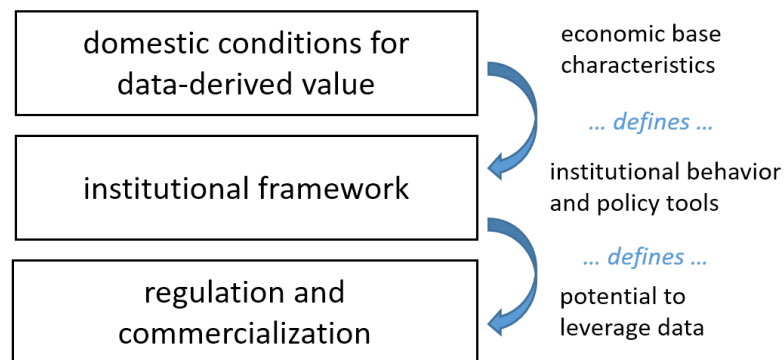 domestic conditions for
data-derived value
economic base
characteristics
... defines ...
institutional framework
institutional behavior
and policy tools
... defines ...
regulation and
commercialization
potential to
leverage data